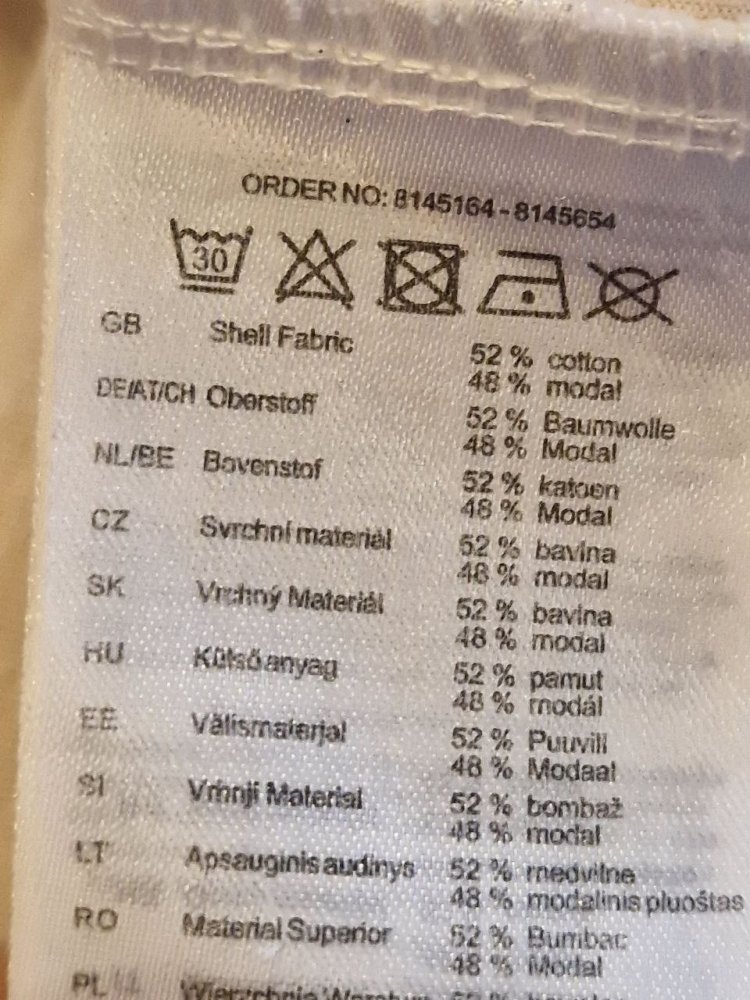 ORDER NO: 8145164 - 8145654
30
GB Shell Fabric 52 % cotton
48 % modal
DE/AT/CH Oberstoff 52 % Baumwolle
48 % Modal
NL/BE Bovenstof 52 % katoen
48 % Modal
CZ Svrchní materiál 52 % bavlna
48 % modal
SK Vrchný Materiál 52 % bavlna
48 % modal
HU Külső anyag 52 % pamut
48 % modál
EE Välismaterjal 52 % Puuvill
48 % Modaal
SI Vrhnji Material 52 % bombaž
48 % modal
LT Apsauginis audinys 52 % medvilne
48 % modalinis pluoštas
RO Material Superior 52 % Bumbac
48 % Modal
PL Wierzchnia Warstwa